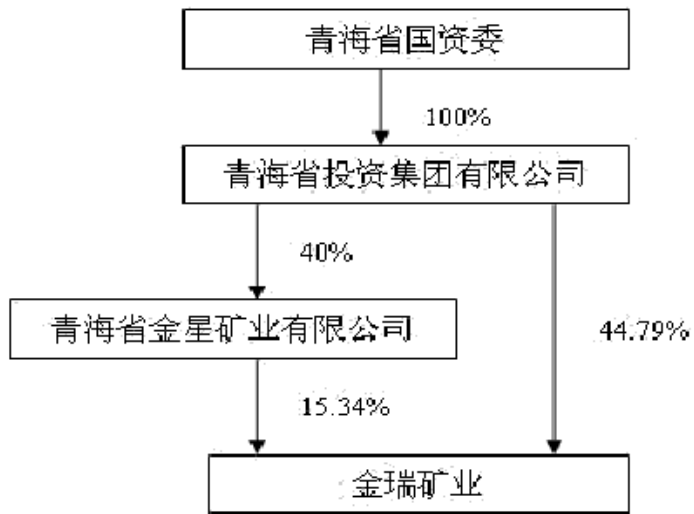 青海省国资委
100%
青海省投资集团有限公司
40%
青海省金星矿业有限公司
44.79%
15.34%
金瑞矿业